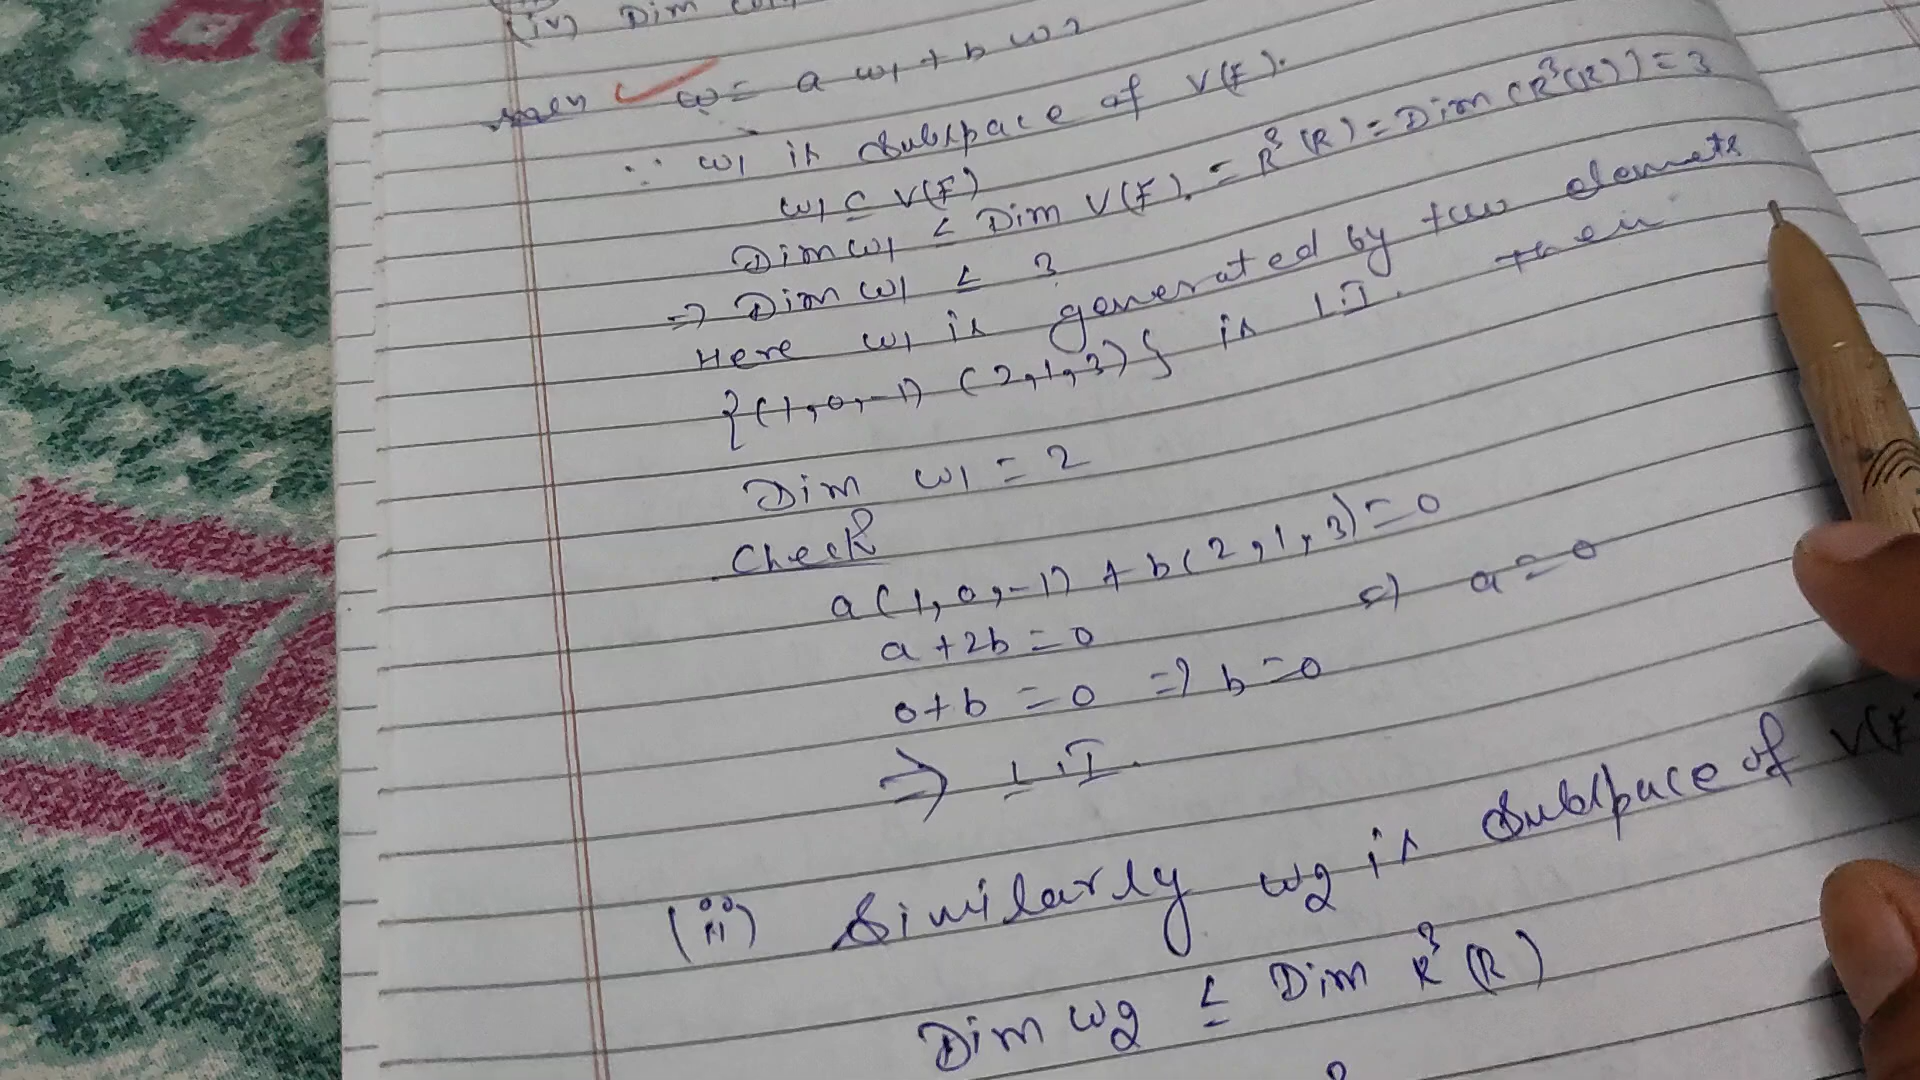 (iv) Dim
then w = a w1 + b w2
∵ w1 is subspace of V(F).
w1 ⊆ V(F)
Dim w1 ≤ Dim V(F). = R³(R) = Dim (R³(R)) = 3
⇒ Dim w1 ≤ 3
Here w1 is generated by two elements
{(1,0,-1) (2,1,3)} is L.I. then
Dim w1 = 2
Check
a(1,0,-1) + b(2,1,3) = 0
a + 2b = 0 ⇒ a = 0
0 + b = 0 ⇒ b = 0
⇒ L.I.
(ii) Similarly w2 is subspace of V(F
Dim w2 ≤ Dim R³(R)